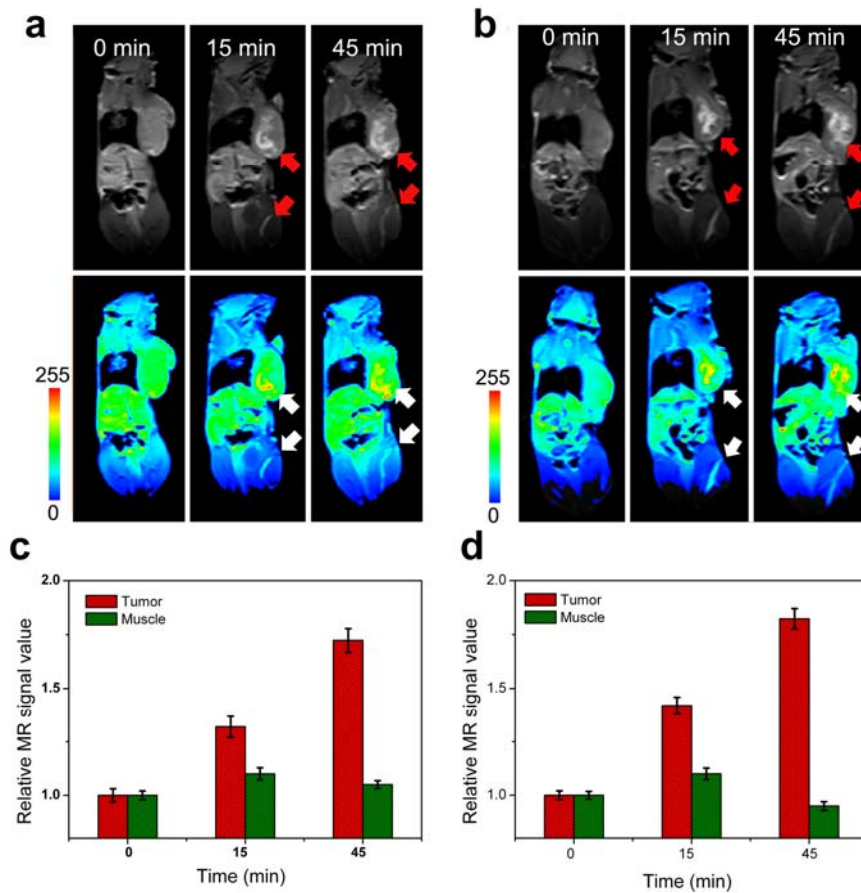 a
0 min 15 min 45 min
255
0
b
0 min 15 min 45 min
255
0
c
2.0
1.5
1.0
Relative MR signal value
Tumor
Muscle
0 15 45
Time (min)
d
2.0
1.5
1.0
Relative MR signal value
Tumor
Muscle
0 15 45
Time (min)